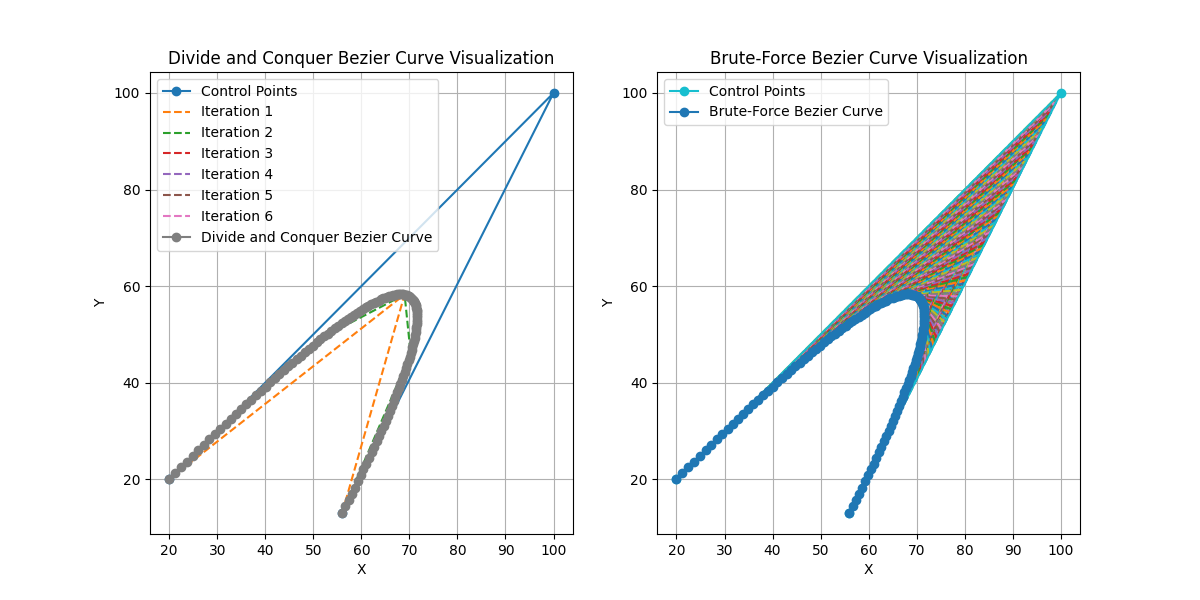 Divide and Conquer Bezier Curve Visualization
Control Points
Iteration 1
Iteration 2
Iteration 3
Iteration 4
Iteration 5
Iteration 6
Divide and Conquer Bezier Curve
100
80
60
40
20
Y
20 30 40 50 60 70 80 90 100
X
Brute-Force Bezier Curve Visualization
Control Points
Brute-Force Bezier Curve
100
80
60
40
20
Y
20 30 40 50 60 70 80 90 100
X